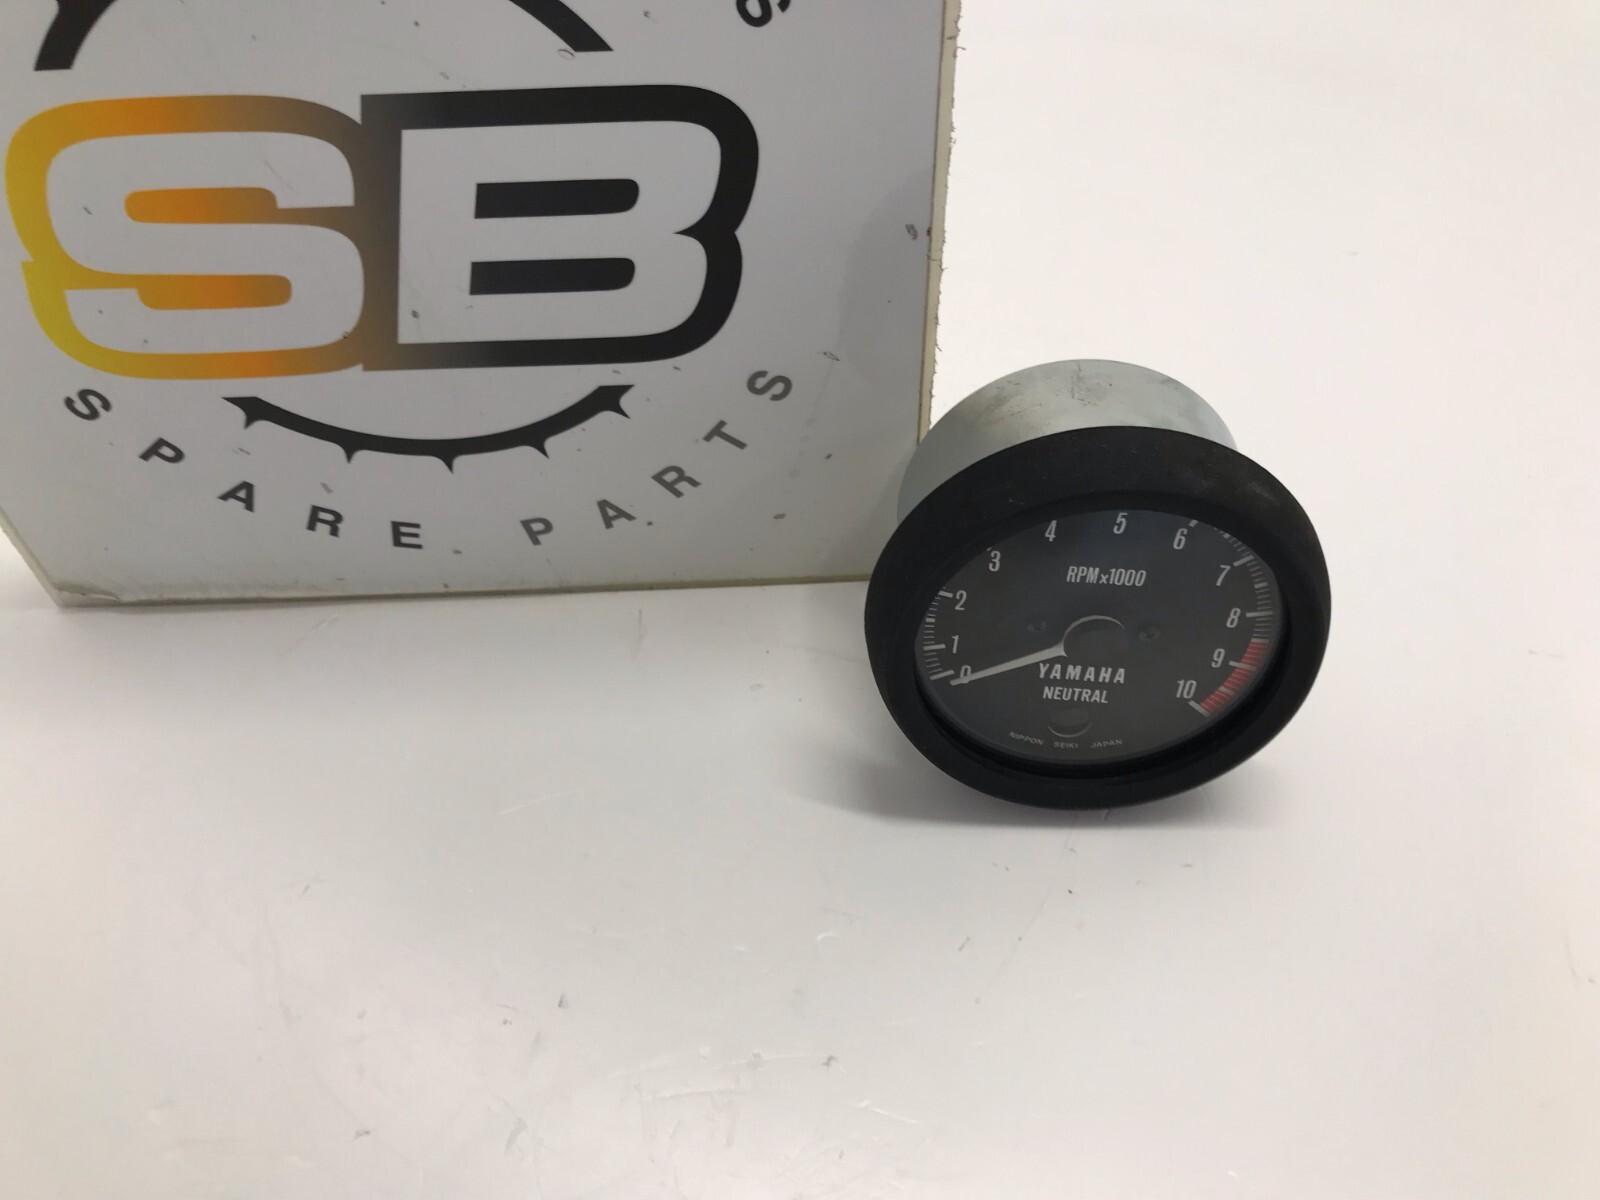 SB
SPARE PARTS
0 1 2 3 4 5 6 7 8 9 10
RPM x1000
YAMAHA
NEUTRAL
NIPPON SEIKI JAPAN